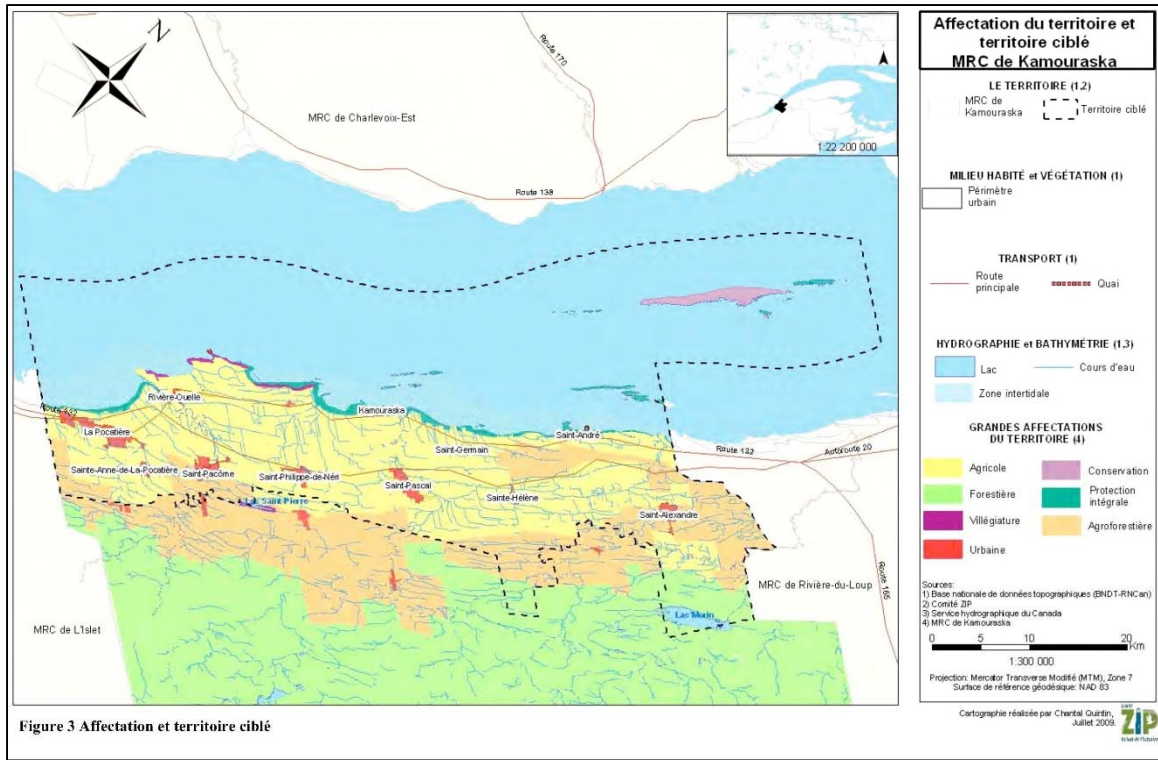 N
Route 170
MRC de Charlevoix-Est
1:22 200 000
Route 138
Rivière-Ouelle
Route 132
Kamouraska
La Pocatière
Saint-André
Saint-Germain
Route 132
Autoroute 20
Sainte-Anne-de-La-Pocatière
Saint-Pacôme
Saint-Philippe-de-Néri
Saint-Pascal
Sainte-Hélène
Lac Saint-Pierre
Saint-Alexandre
MRC de Rivière-du-Loup
Route 185
Lac Morin
MRC de L'Islet
Figure 3 Affectation et territoire ciblé
Affectation du territoire et
territoire ciblé
MRC de Kamouraska
LE TERRITOIRE (1,2)
MRC de
Kamouraska
Territoire ciblé
MILIEU HABITÉ et VÉGÉTATION (1)
Périmètre
urbain
TRANSPORT (1)
Route
principale
Quai
HYDROGRAPHIE et BATHYMÉTRIE (1,3)
Lac
Cours d'eau
Zone intertidale
GRANDES AFFECTATIONS
DU TERRITOIRE (4)
Agricole
Conservation
Forestière
Protection
intégrale
Villégiature
Agroforestière
Urbaine
Sources:
1) Base nationale de données topographiques (BNDT-RNCan)
2) Comité ZIP
3) Service hydrographique du Canada
4) MRC de Kamouraska
0 5 10 20
Km
1:300 000
Projection: Mercator Transverse Modifié (MTM), Zone 7
Surface de référence géodésique: NAD 83
Cartographie réalisée par Chantal Quintin,
Juillet 2009.
ZIP